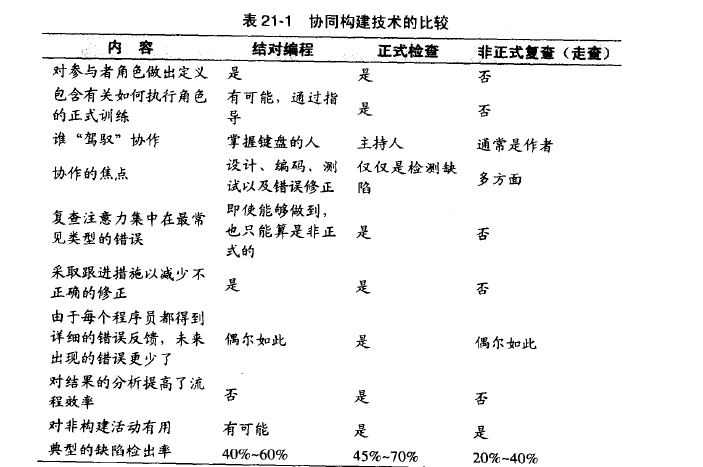 表 21-1 协同构建技术的比较
内 容 结对编程 正式检查 非正式复查（走查）
对参与者角色做出定义 是 是 否
包含有关如何执行角色的正式训练 有可能，通过指导 是 否
谁“驾驭”协作 掌握键盘的人 主持人 通常是作者
协作的焦点 设计、编码、测试以及错误修正 仅仅是检测缺陷 多方面
复查注意力集中在最常见类型的错误 即使能够做到，也只能算是非正式的 是 否
采取跟进措施以减少不正确的修正 是 是 否
由于每个程序员都得到详细的错误反馈，未来出现的错误更少了 偶尔如此 是 偶尔如此
对结果的分析提高了流程效率 否 是 否
对非构建活动有用 有可能 是 是
典型的缺陷检出率 40%~60% 45%~70% 20%~40%